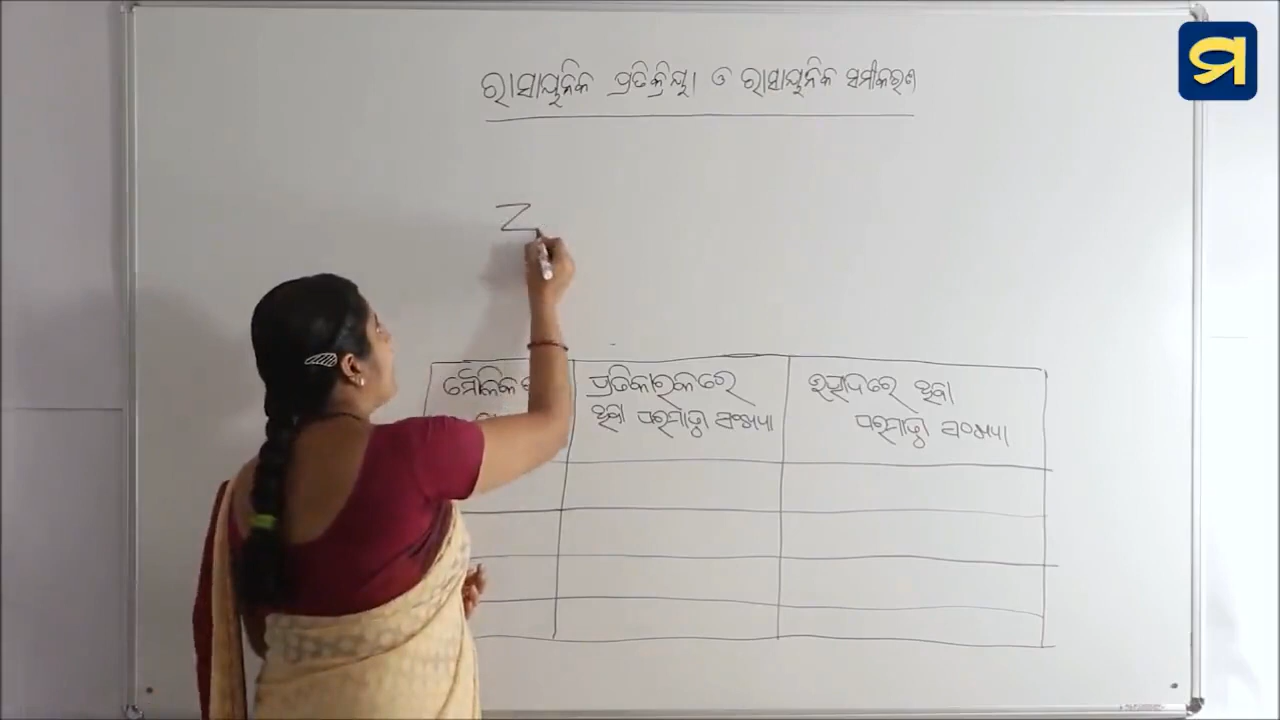 ରାସାୟନିକ ପ୍ରତିକ୍ରିୟା ଓ ରାସାୟନିକ ସମୀକରଣ
Z
ମୌଳିକ
ପ୍ରତିକାରକରେ
ଥିବା ପରମାଣୁ ସଂଖ୍ୟା
ଉତ୍ପାଦରେ ଥିବା
ପରମାଣୁ ସଂଖ୍ୟା
ମ